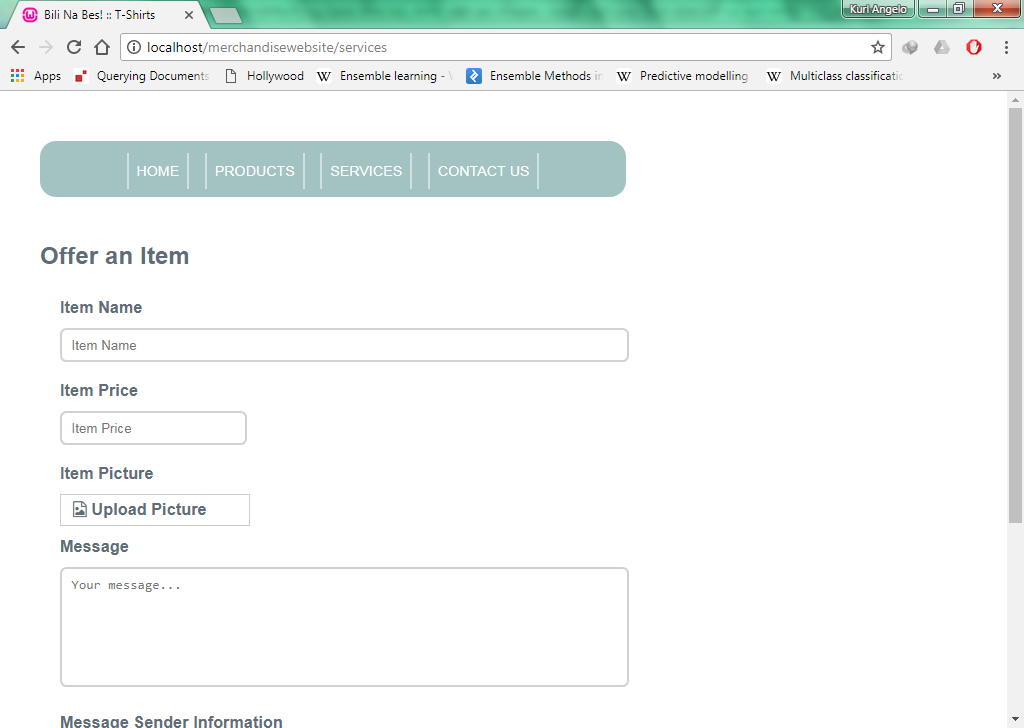 Bili Na Bes! :: T-Shirts
Kurl Angelo
localhost/merchandisewebsite/services
Apps Querying Documents Hollywood Ensemble learning - Ensemble Methods in Predictive modelling Multiclass classificatio
HOME PRODUCTS SERVICES CONTACT US
Offer an Item
Item Name
Item Name
Item Price
Item Price
Item Picture
Upload Picture
Message
Your message...
Message Sender Information